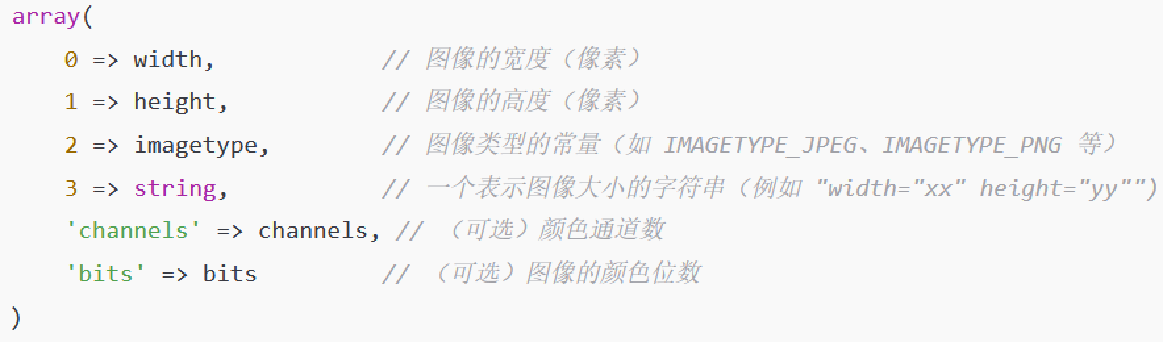 array(
    0 => width,            // 图像的宽度（像素）
    1 => height,           // 图像的高度（像素）
    2 => imagetype,        // 图像类型的常量（如 IMAGETYPE_JPEG、IMAGETYPE_PNG 等）
    3 => string,           // 一个表示图像大小的字符串（例如 "width="xx" height="yy""）
    'channels' => channels, // （可选）颜色通道数
    'bits' => bits         // （可选）图像的颜色位数
)